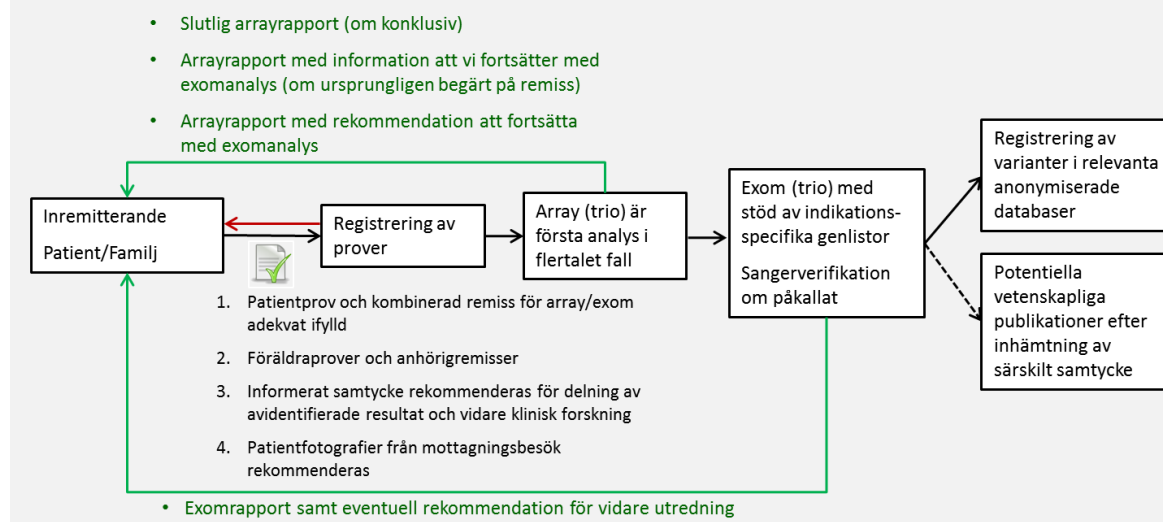 • Slutlig arrayrapport (om konklusiv)
• Arrayrapport med information att vi fortsätter med
exomanalys (om ursprungligen begärt på remiss)
• Arrayrapport med rekommendation att fortsätta
med exomanalys
Inremitterande
Patient/Familj
Registrering av
prover
Array (trio) är
första analys i
flertalet fall
Exom (trio) med
stöd av indikations-
specifika genlistor
Sangerverifikation
om påkallat
Registrering av
varianter i relevanta
anonymiserade
databaser
Potentiella
vetenskapliga
publikationer efter
inhämtning av
särskilt samtycke
1. Patientprov och kombinerad remiss för array/exom
adekvat ifylld
2. Föräldraprover och anhörigremisser
3. Informerat samtycke rekommenderas för delning av
avidentifierade resultat och vidare klinisk forskning
4. Patientfotografier från mottagningsbesök
rekommenderas
• Exomrapport samt eventuell rekommendation för vidare utredning